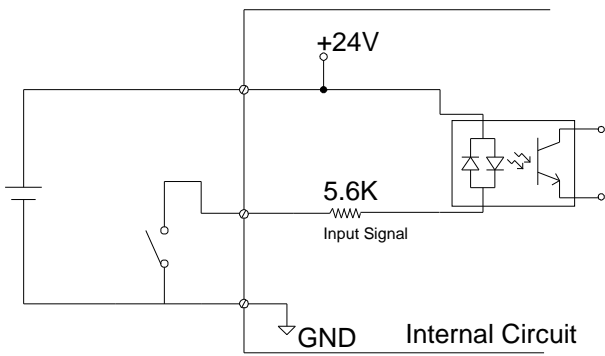 +24V
5.6K
Input Signal
GND
Internal Circuit